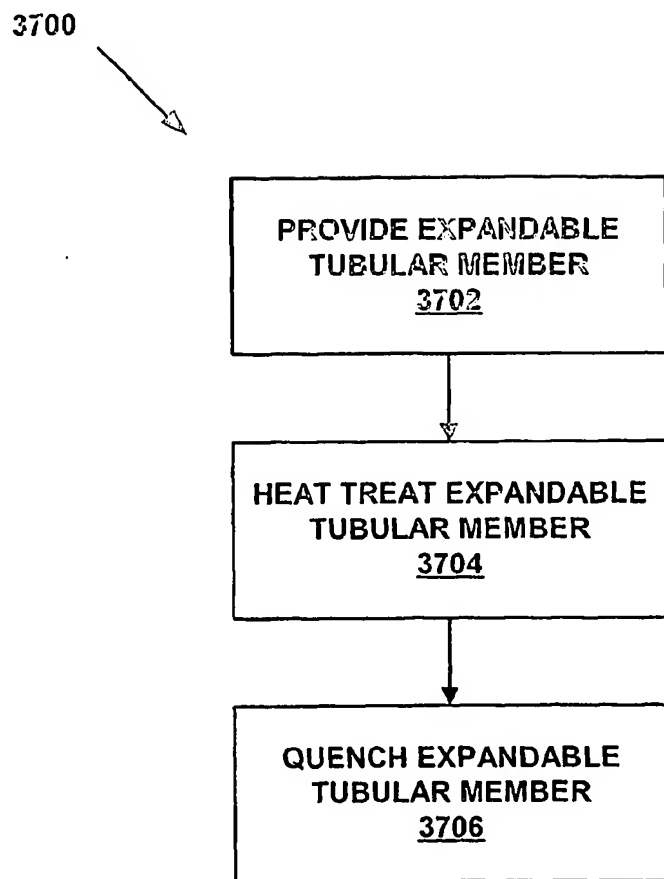 3700
PROVIDE EXPANDABLE
TUBULAR MEMBER
3702
HEAT TREAT EXPANDABLE
TUBULAR MEMBER
3704
QUENCH EXPANDABLE
TUBULAR MEMBER
3706